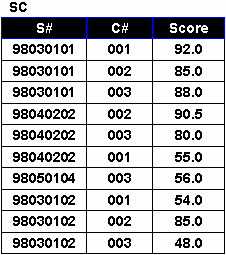 SC
S# C# Score
98030101 001 92.0
98030101 002 85.0
98030101 003 88.0
98040202 002 90.5
98040202 003 80.0
98040202 001 55.0
98050104 003 56.0
98030102 001 54.0
98030102 002 85.0
98030102 003 48.0